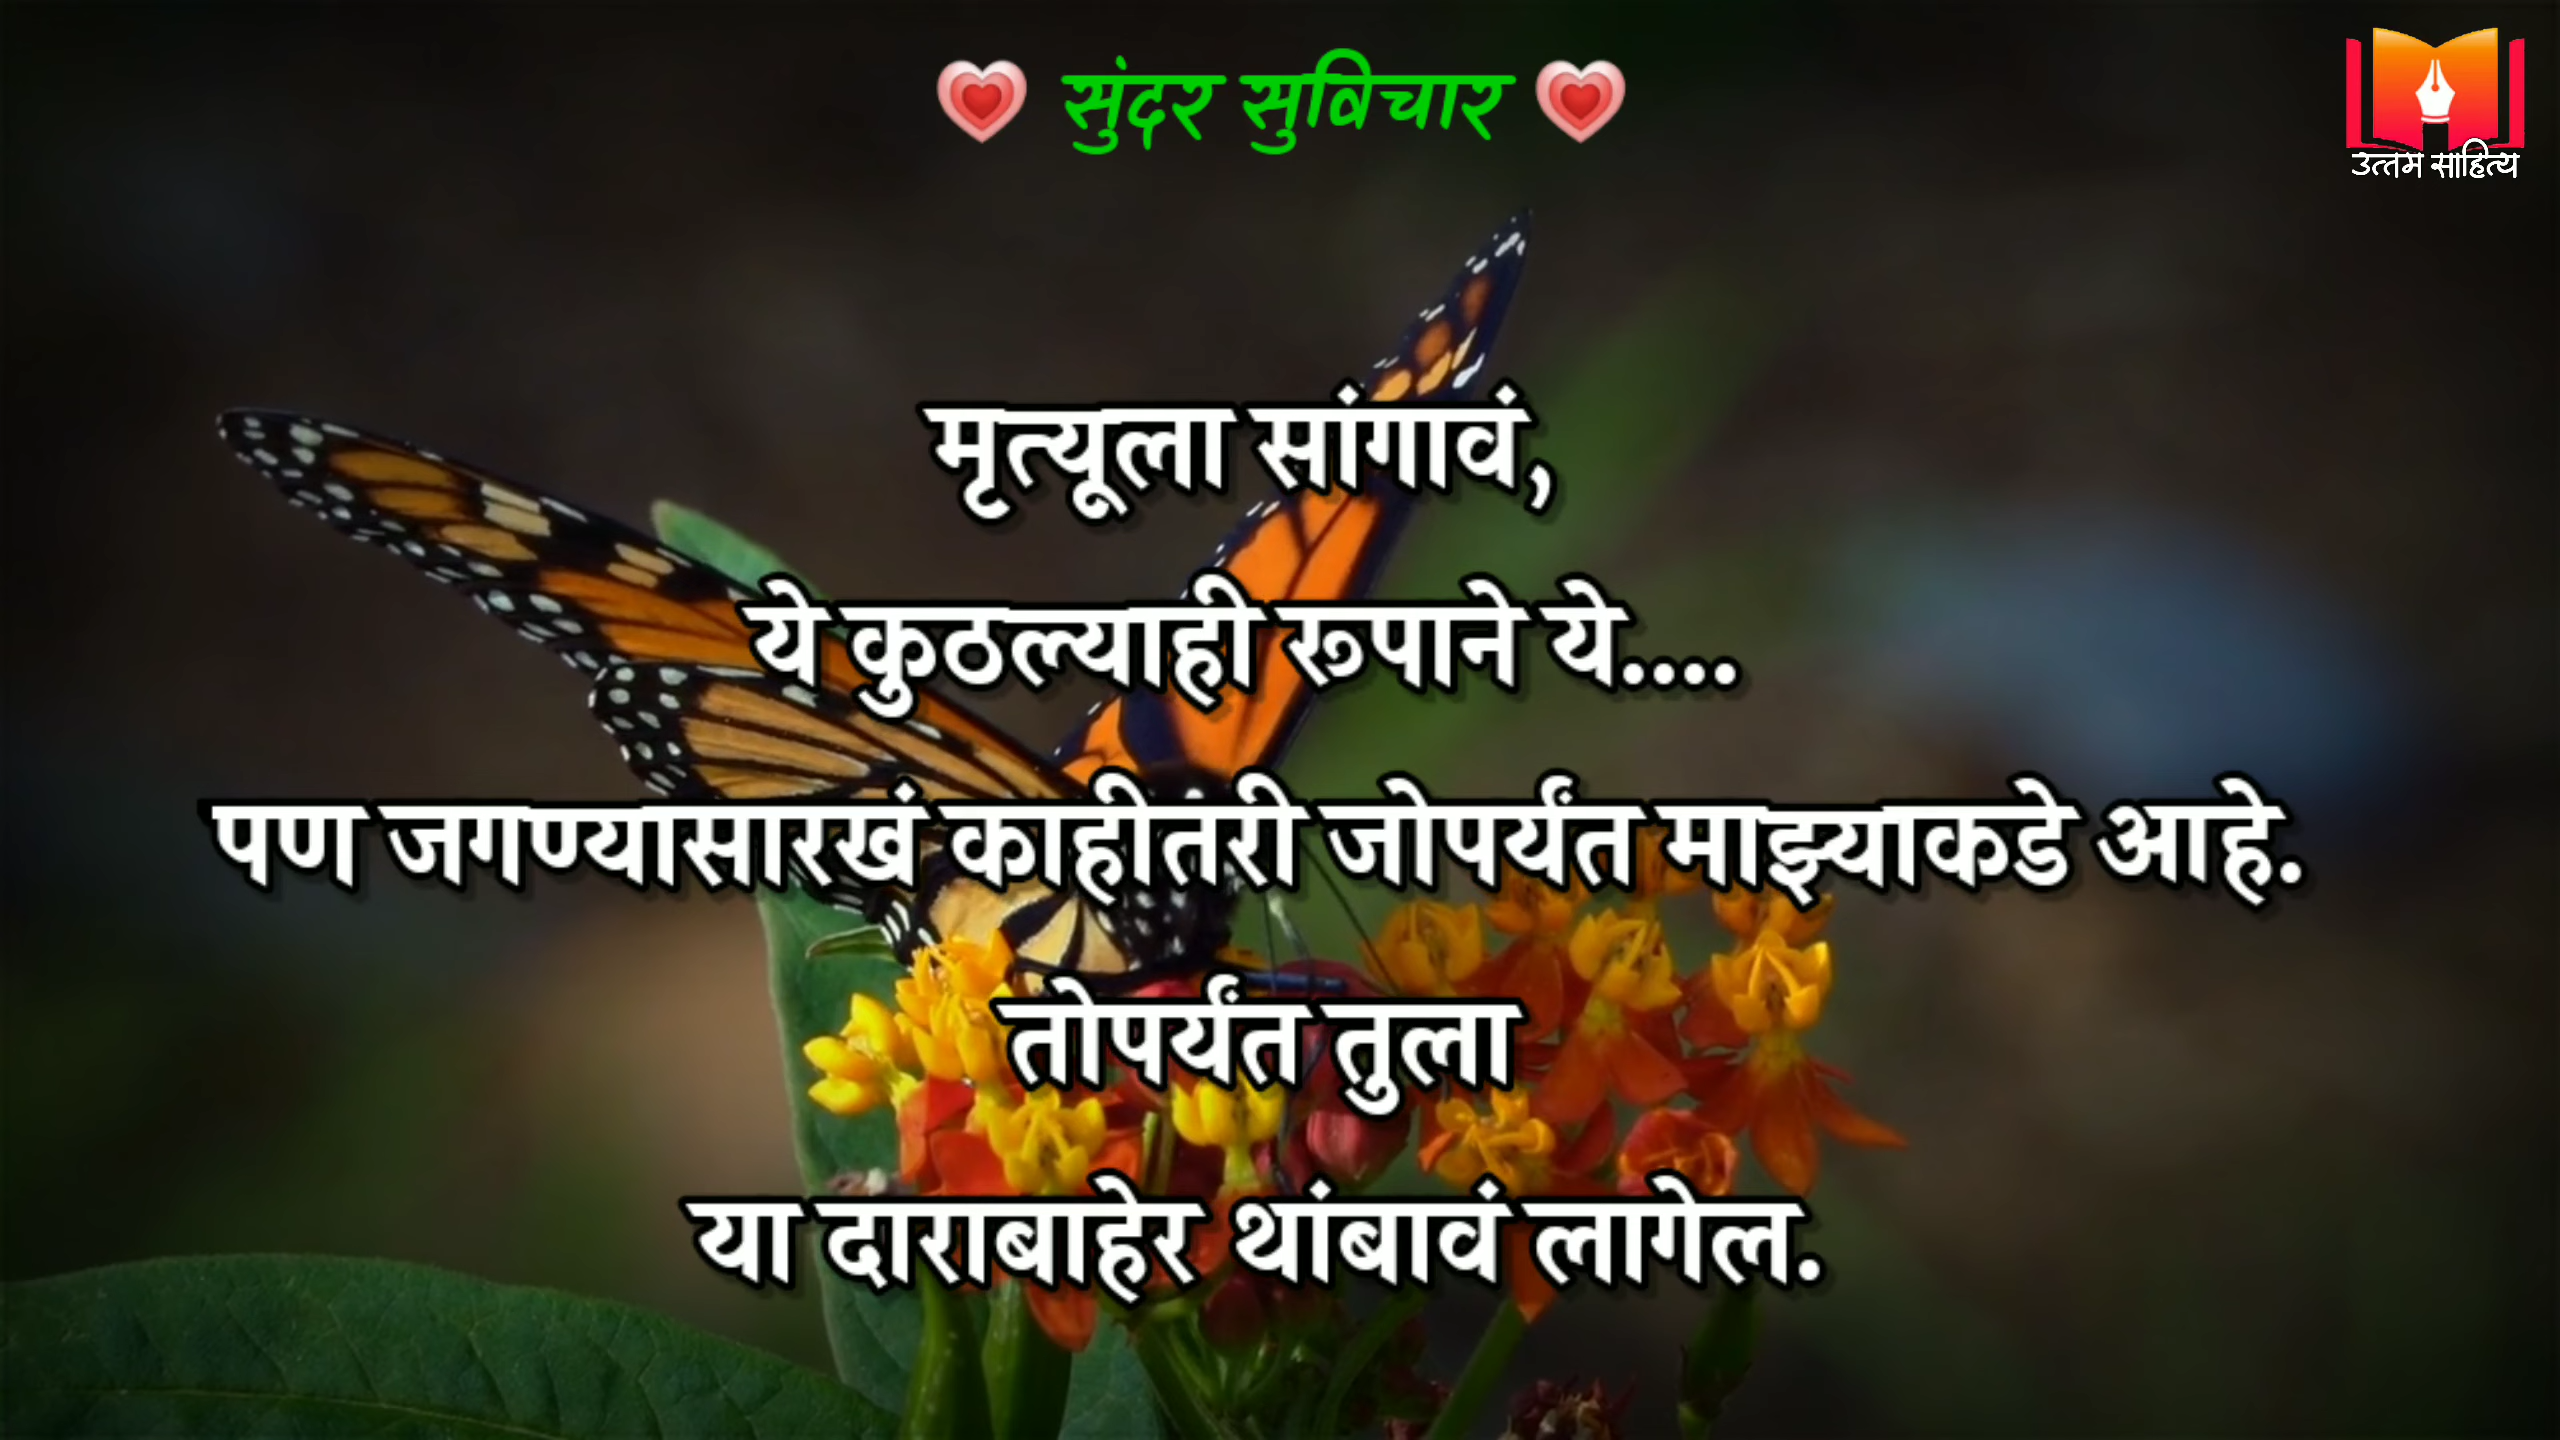 💗 सुंदर सुविचार 💗
उत्तम साहित्य
मृत्यूला सांगावं,
ये कुठल्याही रूपाने ये....
पण जगण्यासारखं काहीतरी जोपर्यंत माझ्याकडे आहे.
तोपर्यंत तुला
या दाराबाहेर थांबावं लागेल.